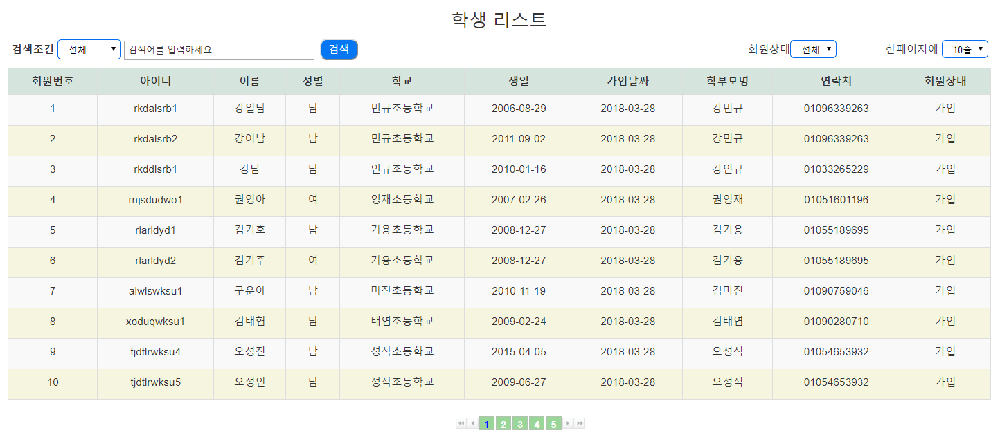 학생 리스트
검색조건 전체 검색어를 입력하세요. 검색 회원상태 전체 한페이지에 10줄
회원번호 아이디 이름 성별 학교 생일 가입날짜 학부모명 연락처 회원상태
1 rkdalsrb1 강일남 남 민규초등학교 2006-08-29 2018-03-28 강민규 01096339263 가입
2 rkdalsrb2 강이남 남 민규초등학교 2011-09-02 2018-03-28 강민규 01096339263 가입
3 rkddlsrb1 강남 남 인규초등학교 2010-01-16 2018-03-28 강인규 01033265229 가입
4 rnjsdudwo1 권영아 여 영재초등학교 2007-02-26 2018-03-28 권영재 01051601196 가입
5 rlarldyd1 김기호 남 기용초등학교 2008-12-27 2018-03-28 김기용 01055189695 가입
6 rlarldyd2 김기주 여 기용초등학교 2008-12-27 2018-03-28 김기용 01055189695 가입
7 alwlswksu1 구운아 남 미진초등학교 2010-11-19 2018-03-28 김미진 01090759046 가입
8 xoduqwksu1 김태협 남 태엽초등학교 2009-02-24 2018-03-28 김태엽 01090280710 가입
9 tjdtlrwksu4 오성진 남 성식초등학교 2015-04-05 2018-03-28 오성식 01054653932 가입
10 tjdtlrwksu5 오성인 남 성식초등학교 2009-06-27 2018-03-28 오성식 01054653932 가입
1 2 3 4 5